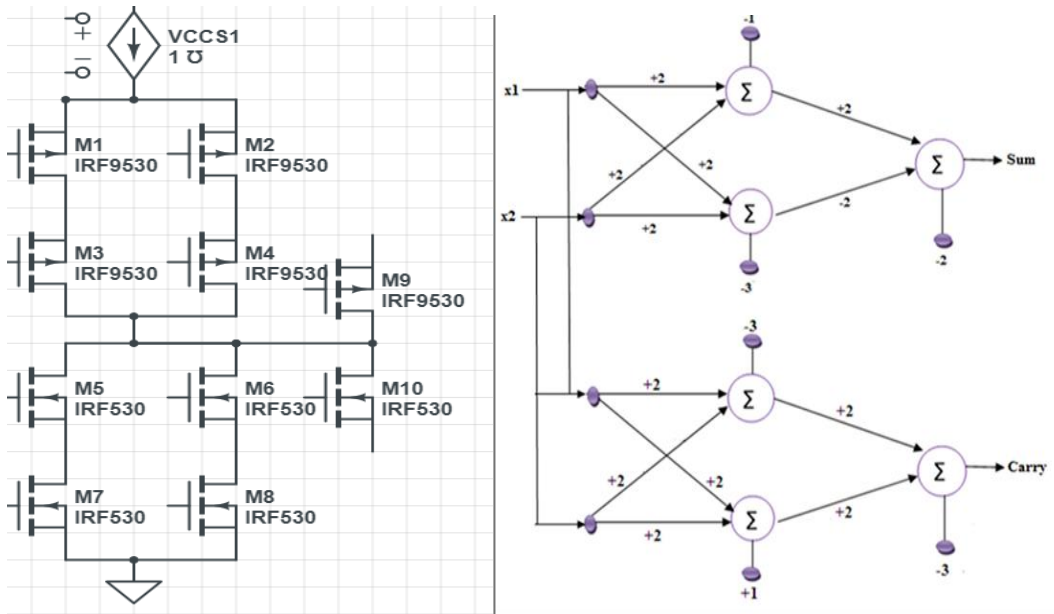 +
−
VCCS1
1 ℧
M1
IRF9530
M2
IRF9530
M3
IRF9530
M4
IRF9530
M9
IRF9530
M5
IRF530
M6
IRF530
M10
IRF530
M7
IRF530
M8
IRF530
-1
x1
+2
Σ
+2
+2
+2
Σ
Sum
x2
+2
Σ
-2
-3
-2
-3
+2
Σ
+2
+2
+2
Σ
Carry
+2
Σ
+2
+1
-3